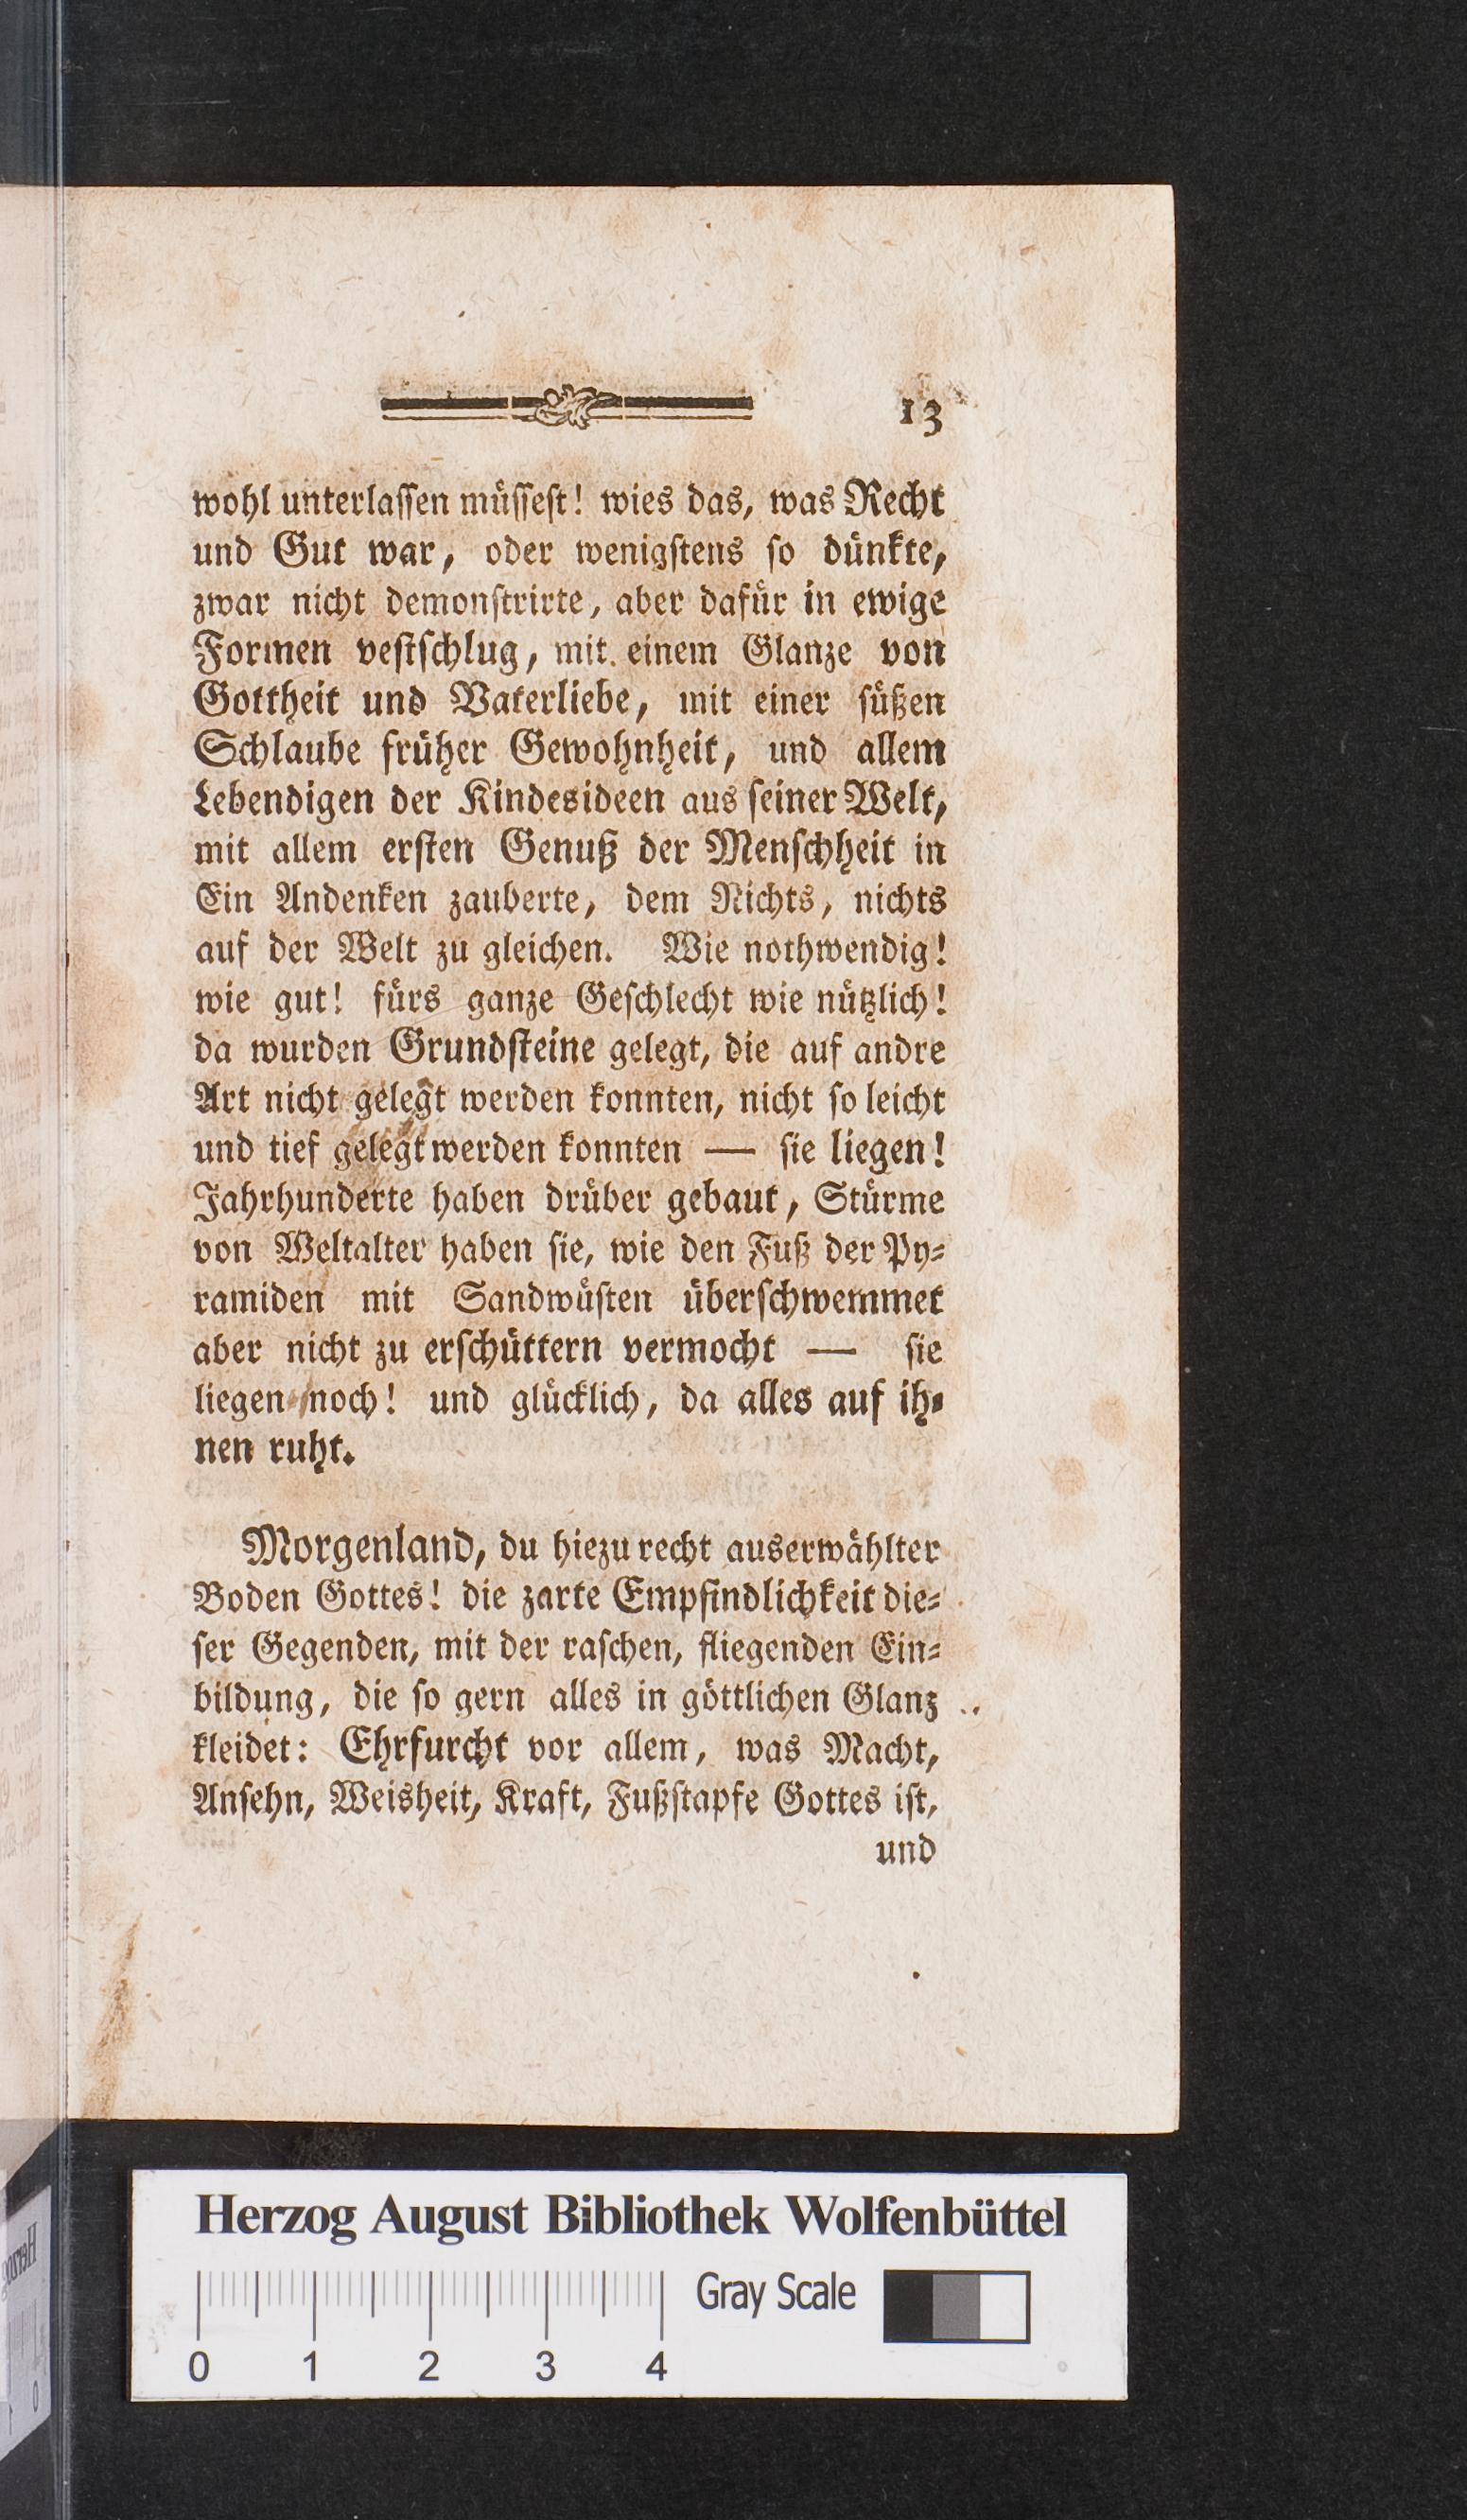 13
wohl unterlaſſen müſſeſt! wies das, was Recht
und Gut war, oder wenigſtens ſo dünkte,
zwar nicht demonſtrirte, aber dafür in ewige
Formen veſtſchlug, mit einem Glanze von
Gottheit und Vaterliebe, mit einer ſüßen
Schlaube früher Gewohnheit, und allem
Lebendigen der Kindesideen aus ſeiner Welt,
mit allem erſten Genuß der Menſchheit in
Ein Andenken zauberte, dem Nichts, nichts
auf der Welt zu gleichen. Wie nothwendig!
wie gut! fürs ganze Geſchlecht wie nützlich!
da wurden Grundſteine gelegt, die auf andre
Art nicht gelegt werden konnten, nicht ſo leicht
und tief gelegt werden konnten — ſie liegen!
Jahrhunderte haben drüber gebaut, Stürme
von Weltalter haben ſie, wie den Fuß der Py⸗
ramiden mit Sandwüſten überſchwemmet
aber nicht zu erſchüttern vermocht — ſie
liegen noch! und glücklich, da alles auf ih⸗
nen ruht.
Morgenland, du hiezu recht auserwählter
Boden Gottes! die zarte Empfindlichkeit die⸗
ſer Gegenden, mit der raſchen, fliegenden Ein⸗
bildung, die ſo gern alles in göttlichen Glanz
kleidet: Ehrfurcht vor allem, was Macht,
Anſehn, Weisheit, Kraft, Fußſtapfe Gottes iſt,
und
Herzog August Bibliothek Wolfenbüttel
Gray Scale
0 1 2 3 4